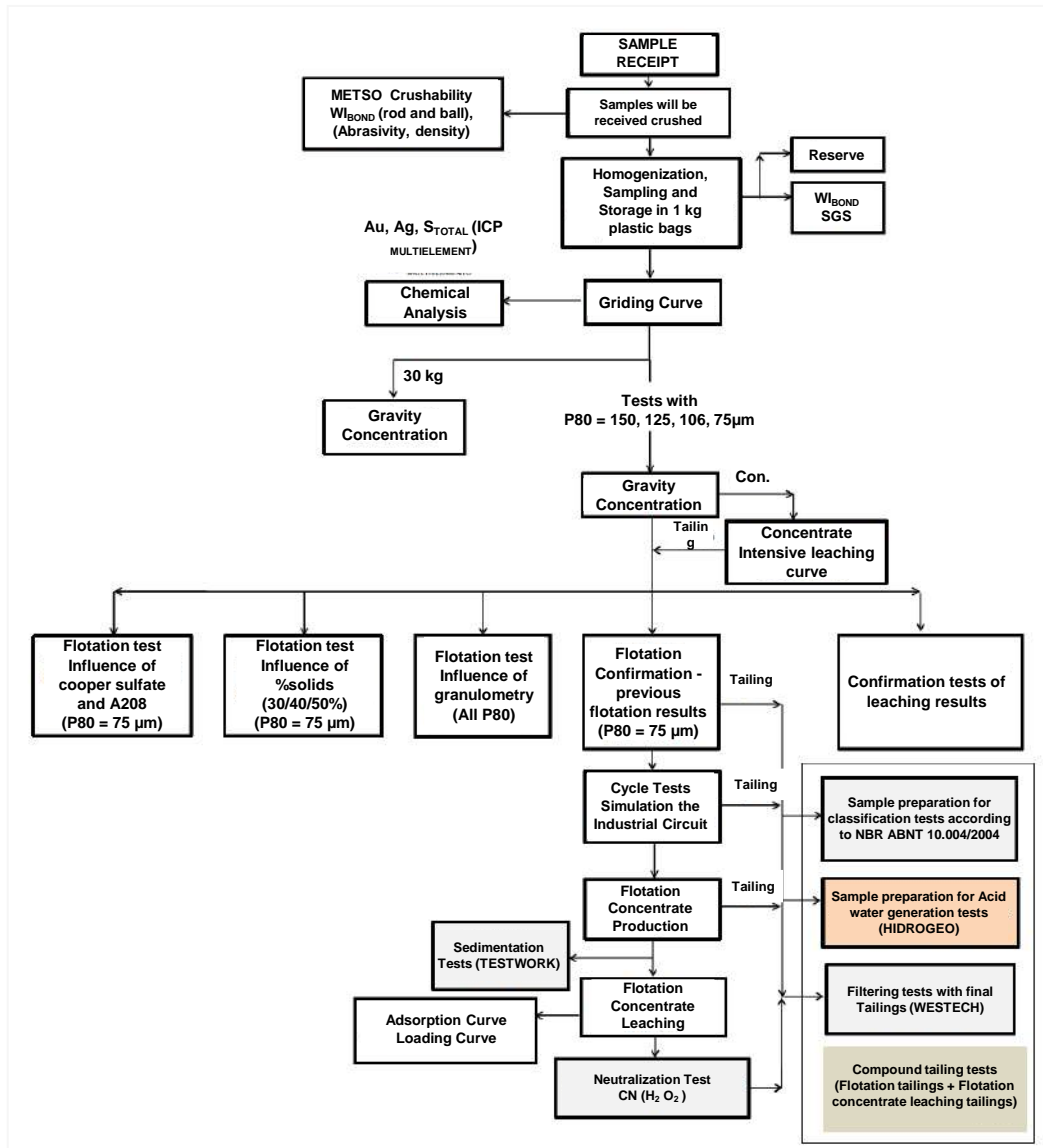 SAMPLE
RECEIPT
METSO Crushability
WIBOND (rod and ball),
(Abrasivity, density)
Samples will be
received crushed
Homogenization,
Sampling and
Storage in 1 kg
plastic bags
Reserve
WIBOND
SGS
Au, Ag, STOTAL (ICP
MULTIELEMENT)
Chemical
Analysis
Griding Curve
30 kg
Gravity
Concentration
Tests with
P80 = 150, 125, 106, 75µm
Gravity
Concentration
Con.
Tailin
g
Concentrate
Intensive leaching
curve
Flotation test
Influence of
cooper sulfate
and A208
(P80 = 75 µm)
Flotation test
Influence of
%solids
(30/40/50%)
(P80 = 75 µm)
Flotation test
Influence of
granulometry
(All P80)
Flotation
Confirmation -
previous
flotation results
(P80 = 75 µm)
Tailing
Confirmation tests of
leaching results
Cycle Tests
Simulation the
Industrial Circuit
Tailing
Sample preparation for
classification tests according
to NBR ABNT 10.004/2004
Flotation
Concentrate
Production
Tailing
Sample preparation for Acid
water generation tests
(HIDROGEO)
Sedimentation
Tests (TESTWORK)
Flotation
Concentrate
Leaching
Filtering tests with final
Tailings (WESTECH)
Adsorption Curve
Loading Curve
Neutralization Test
CN (H2 O2 )
Compound tailing tests
(Flotation tailings + Flotation
concentrate leaching tailings)